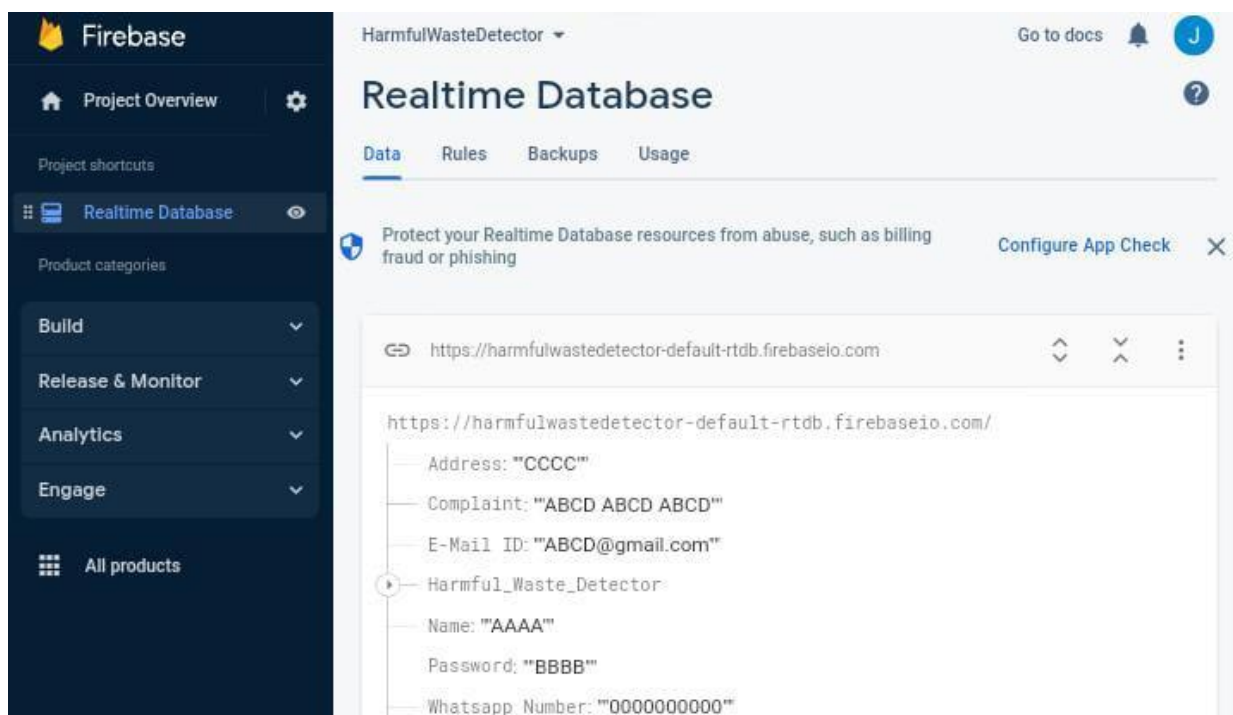 Firebase
Project Overview
Project shortcuts
Realtime Database
Product categories
Build
Release & Monitor
Analytics
Engage
All products
HarmfulWasteDetector
Go to docs
J
Realtime Database
?
Data Rules Backups Usage
Protect your Realtime Database resources from abuse, such as billing
fraud or phishing
Configure App Check
https://harmfulwastedetector-default-rtdb.firebaseio.com
https://harmfulwastedetector-default-rtdb.firebaseio.com/
Address: "'CCCC'"
Complaint: "'ABCD ABCD ABCD'"
E-Mail ID: "'ABCD@gmail.com'"
Harmful_Waste_Detector
Name: "'AAAA'"
Password: "'BBBB'"
Whatsapp Number: "'0000000000'"